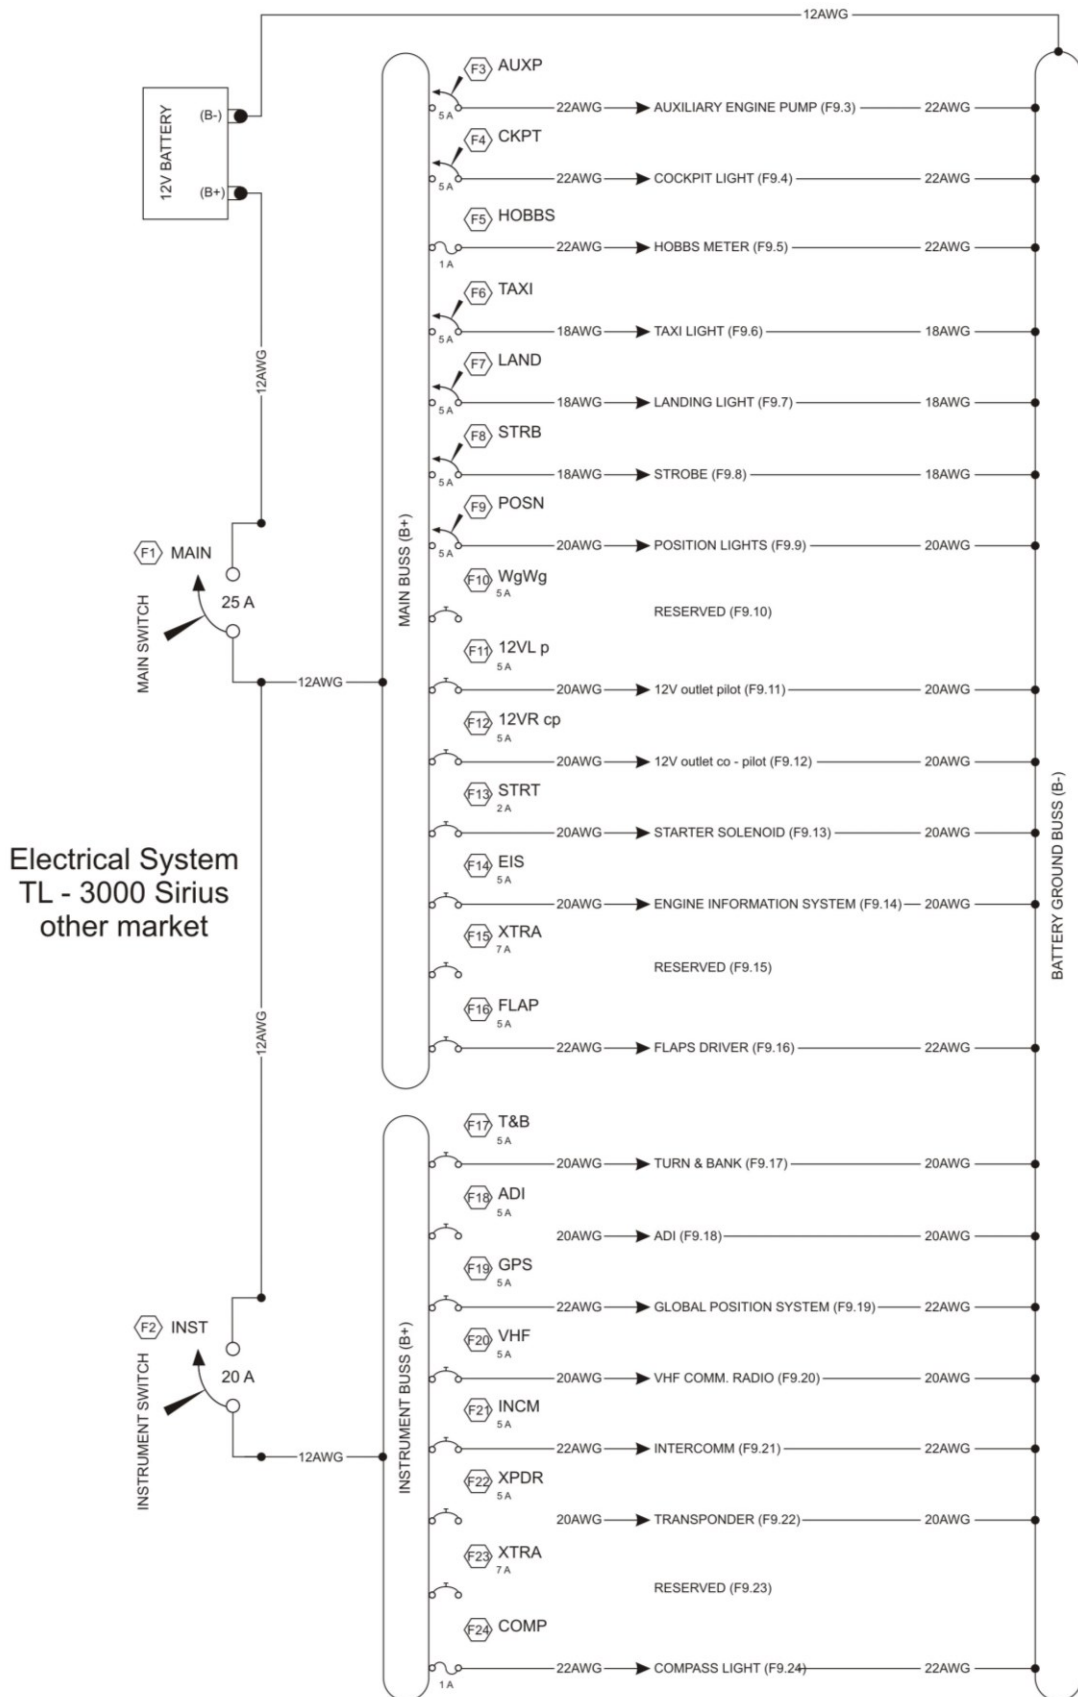 12AWG
12V BATTERY
(B-)
(B+)
12AWG
F1 MAIN
25 A
MAIN SWITCH
12AWG
Electrical System
TL - 3000 Sirius
other market
12AWG
F2 INST
20 A
INSTRUMENT SWITCH
12AWG
MAIN BUSS (B+)
F3 AUXP
5 A 22AWG AUXILIARY ENGINE PUMP (F9.3) 22AWG
F4 CKPT
5 A 22AWG COCKPIT LIGHT (F9.4) 22AWG
F5 HOBBS
1 A 22AWG HOBBS METER (F9.5) 22AWG
F6 TAXI
5 A 18AWG TAXI LIGHT (F9.6) 18AWG
F7 LAND
5 A 18AWG LANDING LIGHT (F9.7) 18AWG
F8 STRB
5 A 18AWG STROBE (F9.8) 18AWG
F9 POSN
5 A 20AWG POSITION LIGHTS (F9.9) 20AWG
F10 WgWg
5 A
RESERVED (F9.10)
F11 12VL p
5 A
20AWG 12V outlet pilot (F9.11) 20AWG
F12 12VR cp
5 A
20AWG 12V outlet co - pilot (F9.12) 20AWG
F13 STRT
2 A
20AWG STARTER SOLENOID (F9.13) 20AWG
F14 EIS
5 A
20AWG ENGINE INFORMATION SYSTEM (F9.14) 20AWG
F15 XTRA
7 A
RESERVED (F9.15)
F16 FLAP
5 A
22AWG FLAPS DRIVER (F9.16) 22AWG
INSTRUMENT BUSS (B+)
F17 T&B
5 A
20AWG TURN & BANK (F9.17) 20AWG
F18 ADI
5 A
20AWG ADI (F9.18) 20AWG
F19 GPS
5 A
22AWG GLOBAL POSITION SYSTEM (F9.19) 22AWG
F20 VHF
5 A
20AWG VHF COMM. RADIO (F9.20) 20AWG
F21 INCM
5 A
22AWG INTERCOMM (F9.21) 22AWG
F22 XPDR
5 A
20AWG TRANSPONDER (F9.22) 20AWG
F23 XTRA
7 A
RESERVED (F9.23)
F24 COMP
1 A 22AWG COMPASS LIGHT (F9.24) 22AWG
BATTERY GROUND BUSS (B-)